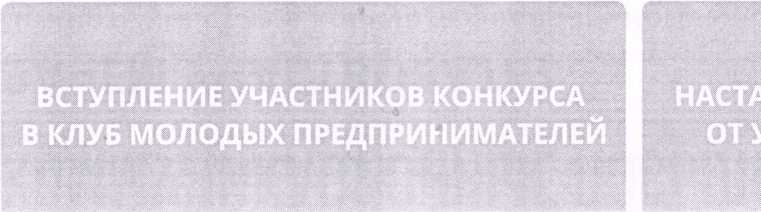 ВСТУПЛЕНИЕ УЧАСТНИКОВ КОНКУРСА
В КЛУБ МОЛОДЫХ ПРЕДПРИНИМАТЕЛЕЙ
ОТ